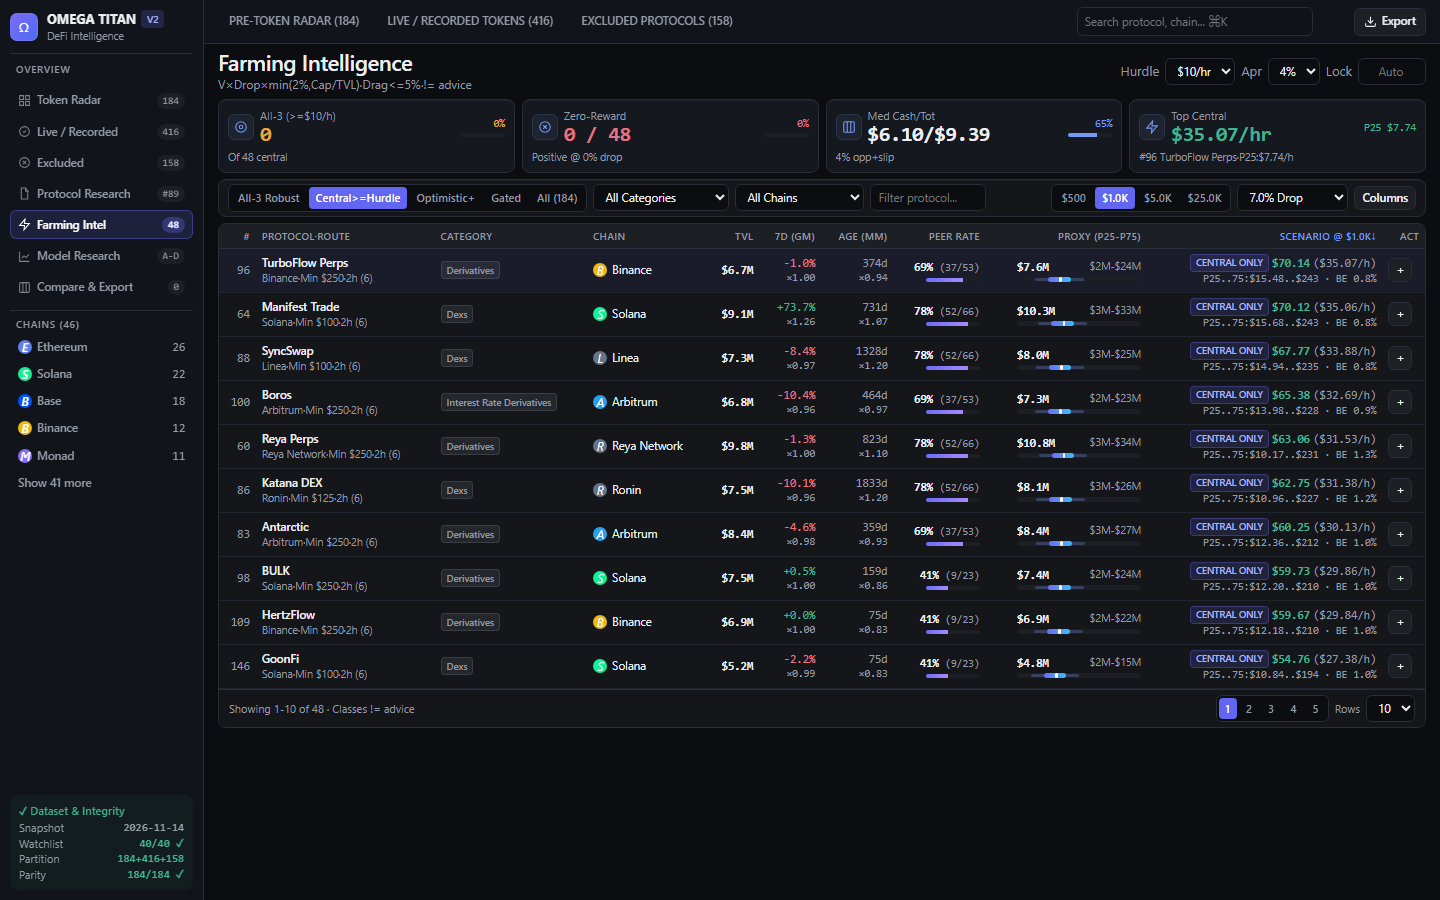 Ω OMEGA TITAN V2
DeFi Intelligence
OVERVIEW
Token Radar 184
Live / Recorded 416
Excluded 158
Protocol Research #89
Farming Intel 48
Model Research A-D
Compare & Export 0
CHAINS (46)
E Ethereum 26
S Solana 22
B Base 18
B Binance 12
M Monad 11
Show 41 more
✓ Dataset & Integrity
Snapshot 2026-11-14
Watchlist 40/40 ✓
Partition 184+416+158
Parity 184/184 ✓
PRE-TOKEN RADAR (184) LIVE / RECORDED TOKENS (416) EXCLUDED PROTOCOLS (158) Search protocol, chain... ⌘K Export
Farming Intelligence
V×Drop×min(2%,Cap/TVL)-Drag<=5%·!= advice
Hurdle $10/hr Apr 4% Lock Auto
All-3 (>=$10/h)
0
0%
Of 48 central
Zero-Reward
0 / 48
0%
Positive @ 0% drop
Med Cash/Tot
$6.10/$9.39
65%
4% opp+slip
Top Central
$35.07/hr
P25 $7.74
#96 TurboFlow Perps·P25:$7.74/h
All-3 Robust Central>=Hurdle Optimistic+ Gated All (184) All Categories All Chains Filter protocol... $500 $1.0K $5.0K $25.0K 7.0% Drop Columns
# PROTOCOL·ROUTE CATEGORY CHAIN TVL 7D (GM) AGE (MM) PEER RATE PROXY (P25-P75) SCENARIO @ $1.0K↓ ACT
96 TurboFlow Perps Derivatives B Binance $6.7M -1.0% 374d 69% (37/53) $7.6M $2M-$24M CENTRAL ONLY $70.14 ($35.07/h) +
Binance·Min $250·2h (6) ×1.00 ×0.94 P25..75:$15.48..$243 · BE 0.8%
64 Manifest Trade Dexs S Solana $9.1M +73.7% 731d 78% (52/66) $10.3M $3M-$33M CENTRAL ONLY $70.12 ($35.06/h) +
Solana·Min $100·2h (6) ×1.26 ×1.07 P25..75:$15.68..$243 · BE 0.8%
88 SyncSwap Dexs L Linea $7.3M -8.4% 1328d 78% (52/66) $8.0M $3M-$25M CENTRAL ONLY $67.77 ($33.88/h) +
Linea·Min $100·2h (6) ×0.97 ×1.20 P25..75:$14.94..$235 · BE 0.8%
100 Boros Interest Rate Derivatives A Arbitrum $6.8M -10.4% 464d 69% (37/53) $7.3M $2M-$23M CENTRAL ONLY $65.38 ($32.69/h) +
Arbitrum·Min $250·2h (6) ×0.96 ×0.97 P25..75:$13.98..$228 · BE 0.9%
60 Reya Perps Derivatives R Reya Network $9.8M -1.3% 823d 78% (52/66) $10.8M $3M-$34M CENTRAL ONLY $63.06 ($31.53/h) +
Reya Network·Min $250·2h (6) ×1.00 ×1.10 P25..75:$10.17..$231 · BE 1.3%
86 Katana DEX Dexs R Ronin $7.5M -10.1% 1833d 78% (52/66) $8.1M $3M-$26M CENTRAL ONLY $62.75 ($31.38/h) +
Ronin·Min $125·2h (6) ×0.96 ×1.20 P25..75:$10.96..$227 · BE 1.2%
83 Antarctic Derivatives A Arbitrum $8.4M -4.6% 359d 69% (37/53) $8.4M $3M-$27M CENTRAL ONLY $60.25 ($30.13/h) +
Arbitrum·Min $250·2h (6) ×0.98 ×0.93 P25..75:$12.36..$212 · BE 1.0%
98 BULK Derivatives S Solana $7.5M +0.5% 159d 41% (9/23) $7.4M $2M-$24M CENTRAL ONLY $59.73 ($29.86/h) +
Solana·Min $250·2h (6) ×1.00 ×0.86 P25..75:$12.20..$210 · BE 1.0%
109 HertzFlow Derivatives B Binance $6.9M +0.0% 75d 41% (9/23) $6.9M $2M-$22M CENTRAL ONLY $59.67 ($29.84/h) +
Binance·Min $250·2h (6) ×1.00 ×0.83 P25..75:$12.18..$210 · BE 1.0%
146 GoonFi Dexs S Solana $5.2M -2.2% 75d 41% (9/23) $4.8M $2M-$15M CENTRAL ONLY $54.76 ($27.38/h) +
Solana·Min $100·2h (6) ×0.99 ×0.83 P25..75:$10.84..$194 · BE 1.0%
Showing 1-10 of 48 · Classes != advice 1 2 3 4 5 Rows 10